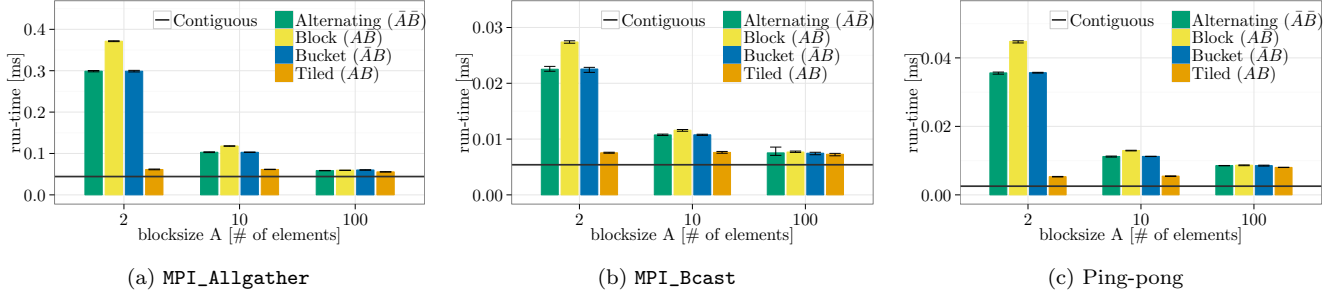 run-time [ms]
0.4
0.3
0.2
0.1
0.0
Contiguous
Alternating (ĀB̄)
Block (AB̄)
Bucket (ĀB)
Tiled (AB)
2 10 100
blocksize A [# of elements]
(a) MPI_Allgather
run-time [ms]
0.03
0.02
0.01
0.00
Contiguous
Alternating (ĀB̄)
Block (AB̄)
Bucket (ĀB)
Tiled (AB)
2 10 100
blocksize A [# of elements]
(b) MPI_Bcast
run-time [ms]
0.04
0.02
0.00
Contiguous
Alternating (ĀB̄)
Block (AB̄)
Bucket (ĀB)
Tiled (AB)
2 10 100
blocksize A [# of elements]
(c) Ping-pong